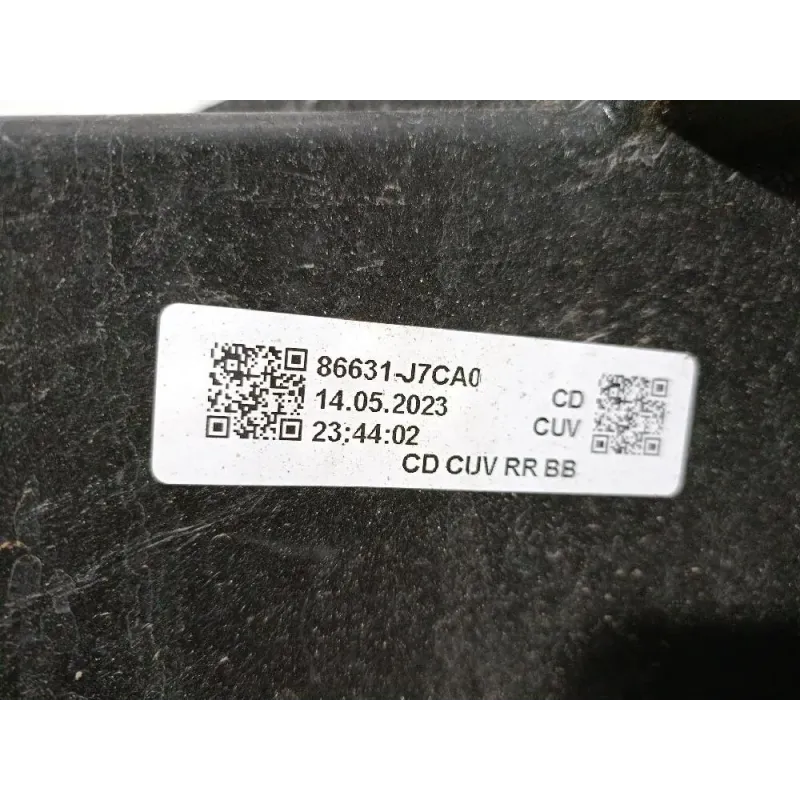 86631-J7CA0
14.05.2023
23:44:02
CD CUV RR BB
CD
CUV